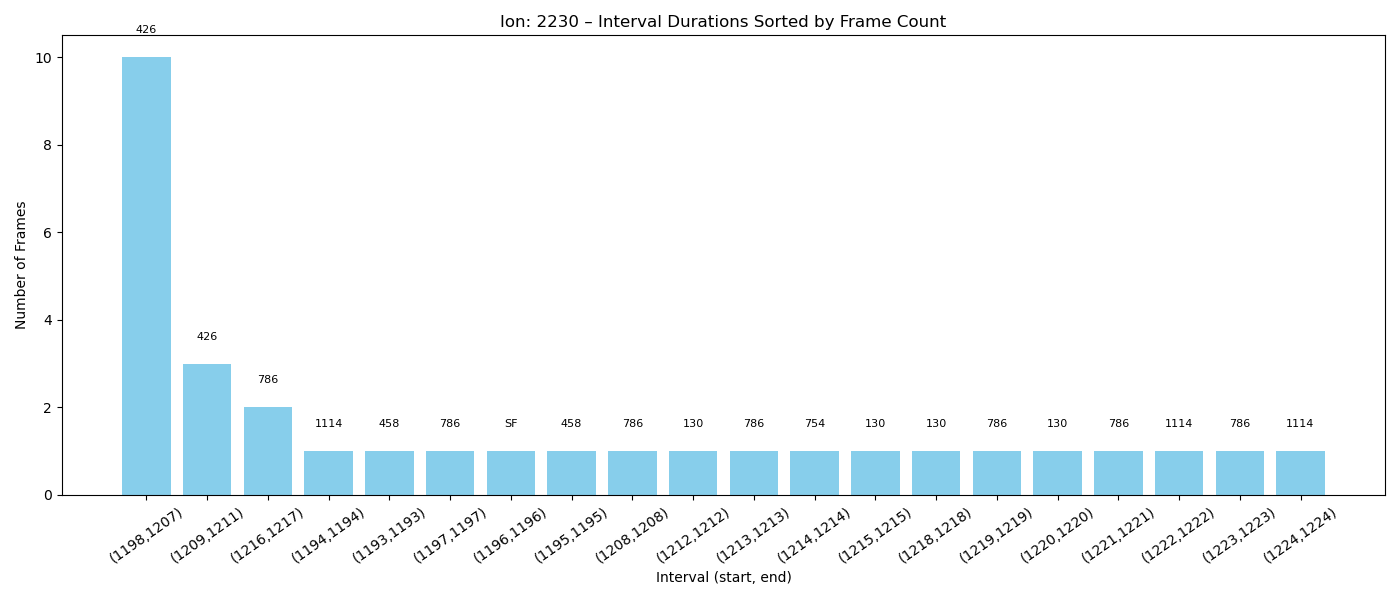 Ion: 2230 – Interval Durations Sorted by Frame Count
426
10
8
6
4
2
0
Number of Frames
426
786
1114 458 786 SF 458 786 130 786 754 130 130 786 130 786 1114 786 1114
(1198,1207) (1209,1211) (1216,1217) (1194,1194) (1193,1193) (1197,1197) (1196,1196) (1195,1195) (1208,1208) (1212,1212) (1213,1213) (1214,1214) (1215,1215) (1218,1218) (1219,1219) (1220,1220) (1221,1221) (1222,1222) (1223,1223) (1224,1224)
Interval (start, end)